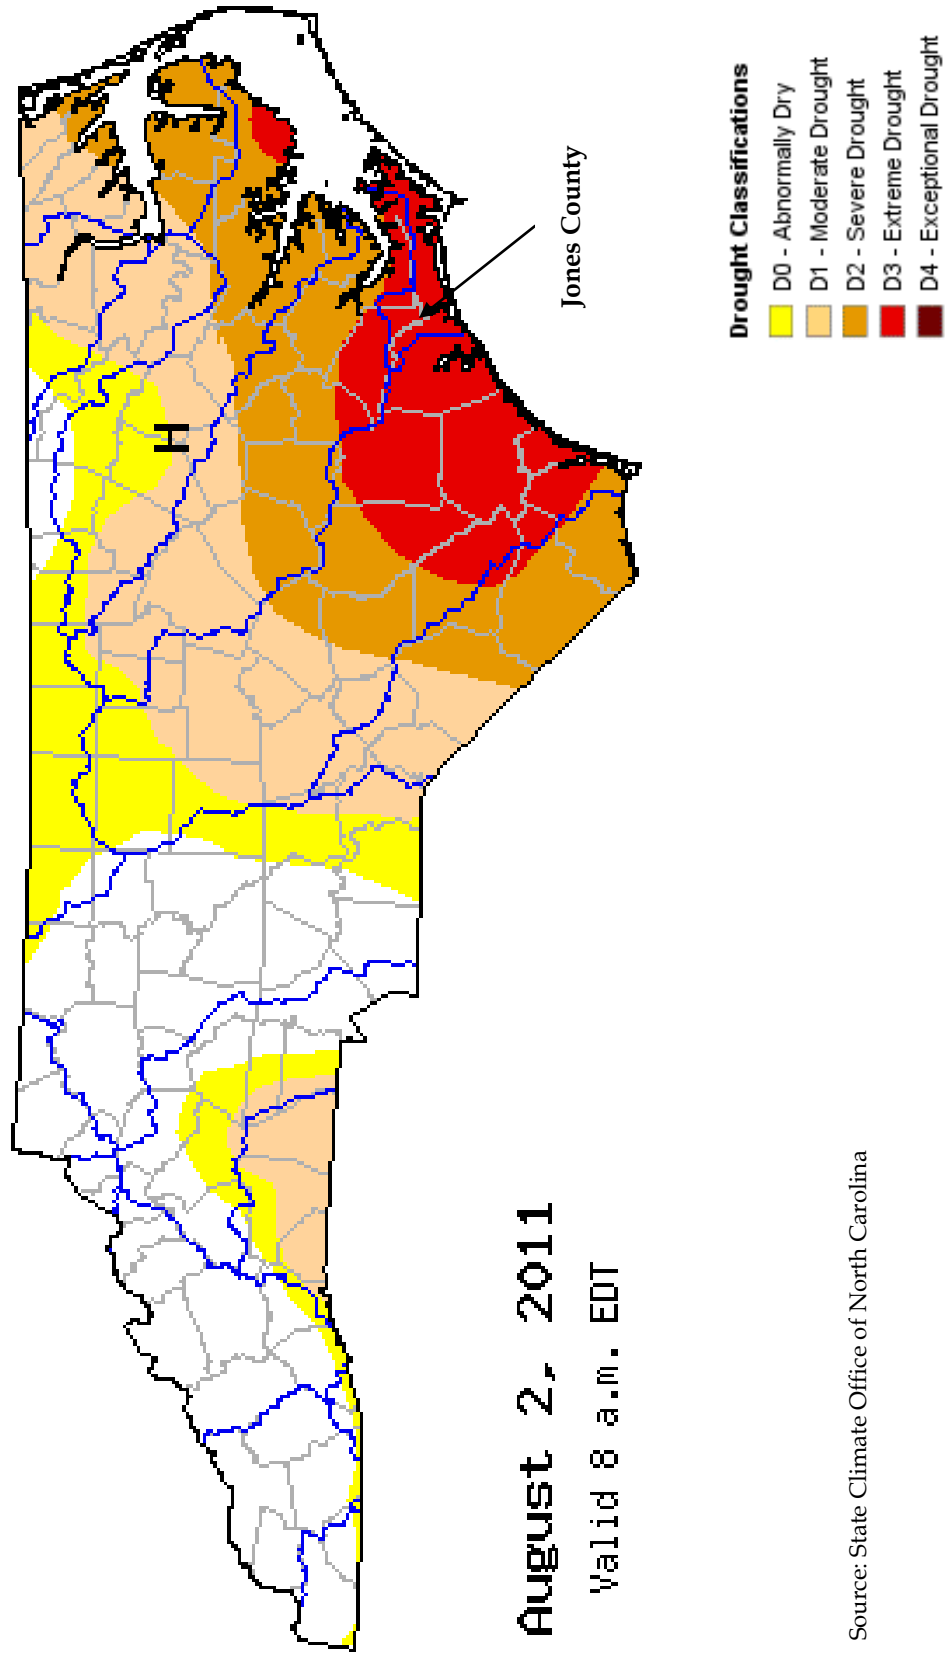 Jones County
H
August 2, 2011
Valid 8 a.m. EDT
Drought Classifications
D0 - Abnormally Dry
D1 - Moderate Drought
D2 - Severe Drought
D3 - Extreme Drought
D4 - Exceptional Drought
Source: State Climate Office of North Carolina